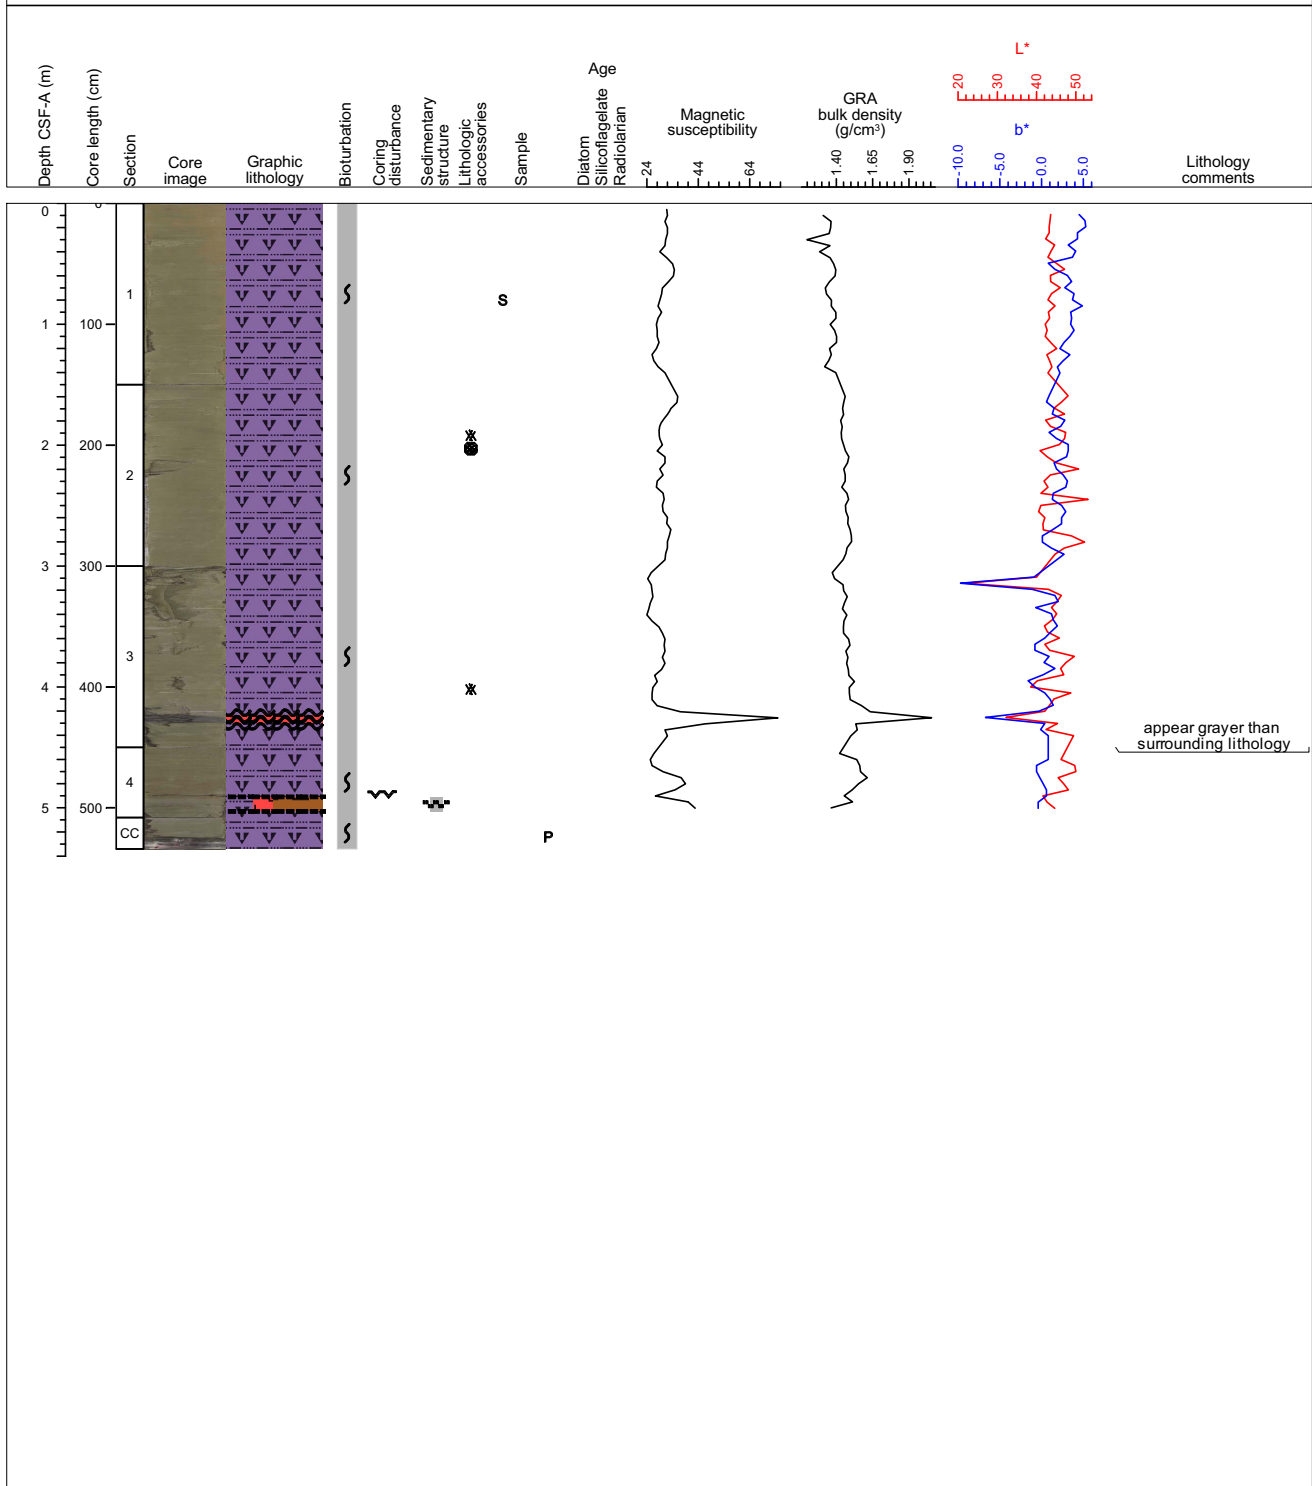 Depth CSF-A (m)
Core length (cm)
Section
Core
image
Graphic
lithology
Bioturbation
Coring
disturbance
Sedimentary
structure
Lithologic
accessories
Sample
Age
Diatom
Silicoflagelate
Radiolarian
Magnetic
susceptibility
24 44 64
GRA
bulk density
(g/cm³)
1.40 1.65 1.90
L*
20 30 40 50
b*
-10.0 -5.0 0.0 5.0
Lithology
comments
0 0
1
S
1 100
2 200
2
3 300
3
4 400
appear grayer than
surrounding lithology
4
5 500
CC
P